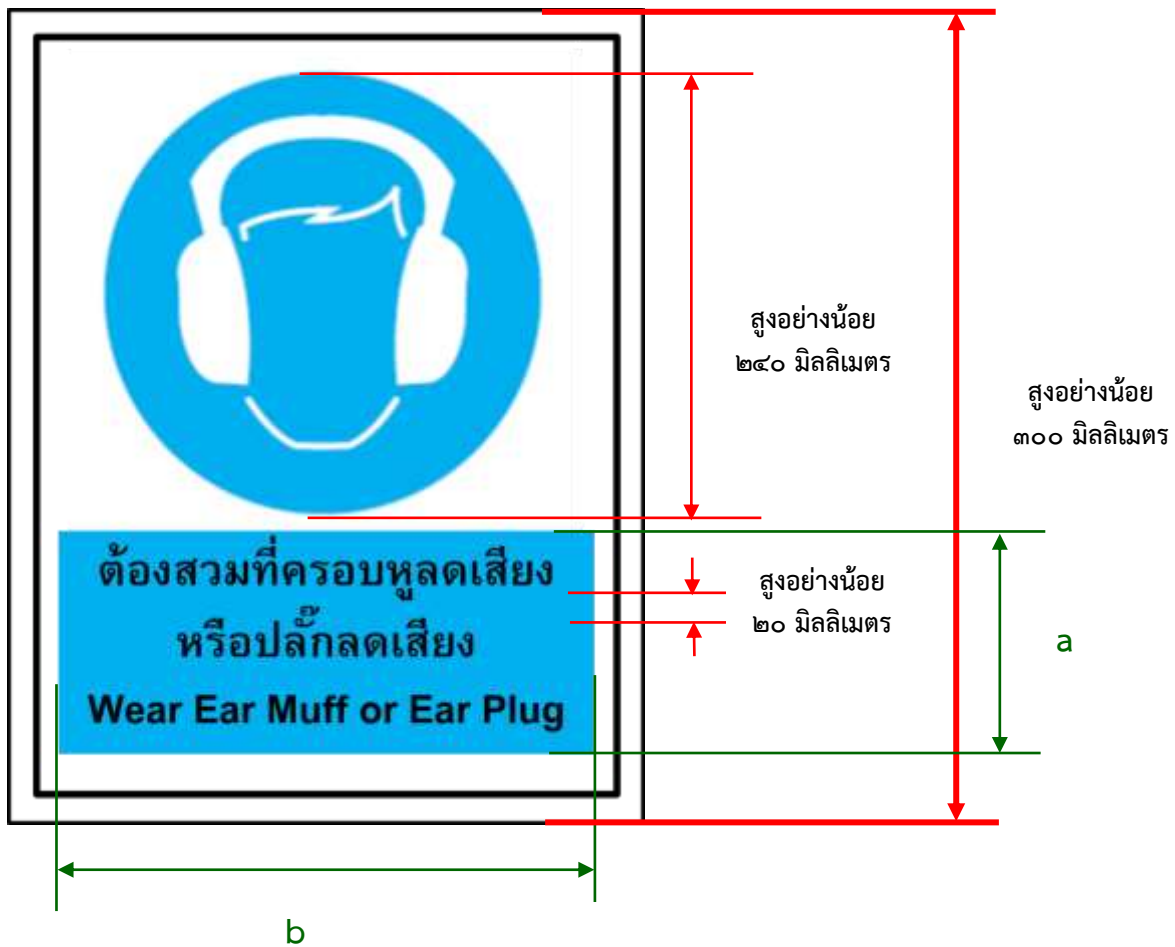 สูงอย่างน้อย
๒๔๐ มิลลิเมตร
สูงอย่างน้อย
๓๐๐ มิลลิเมตร
ต้องสวมที่ครอบหูลดเสียง
หรือปลั๊กลดเสียง
Wear Ear Muff or Ear Plug
สูงอย่างน้อย
๒๐ มิลลิเมตร
a
b